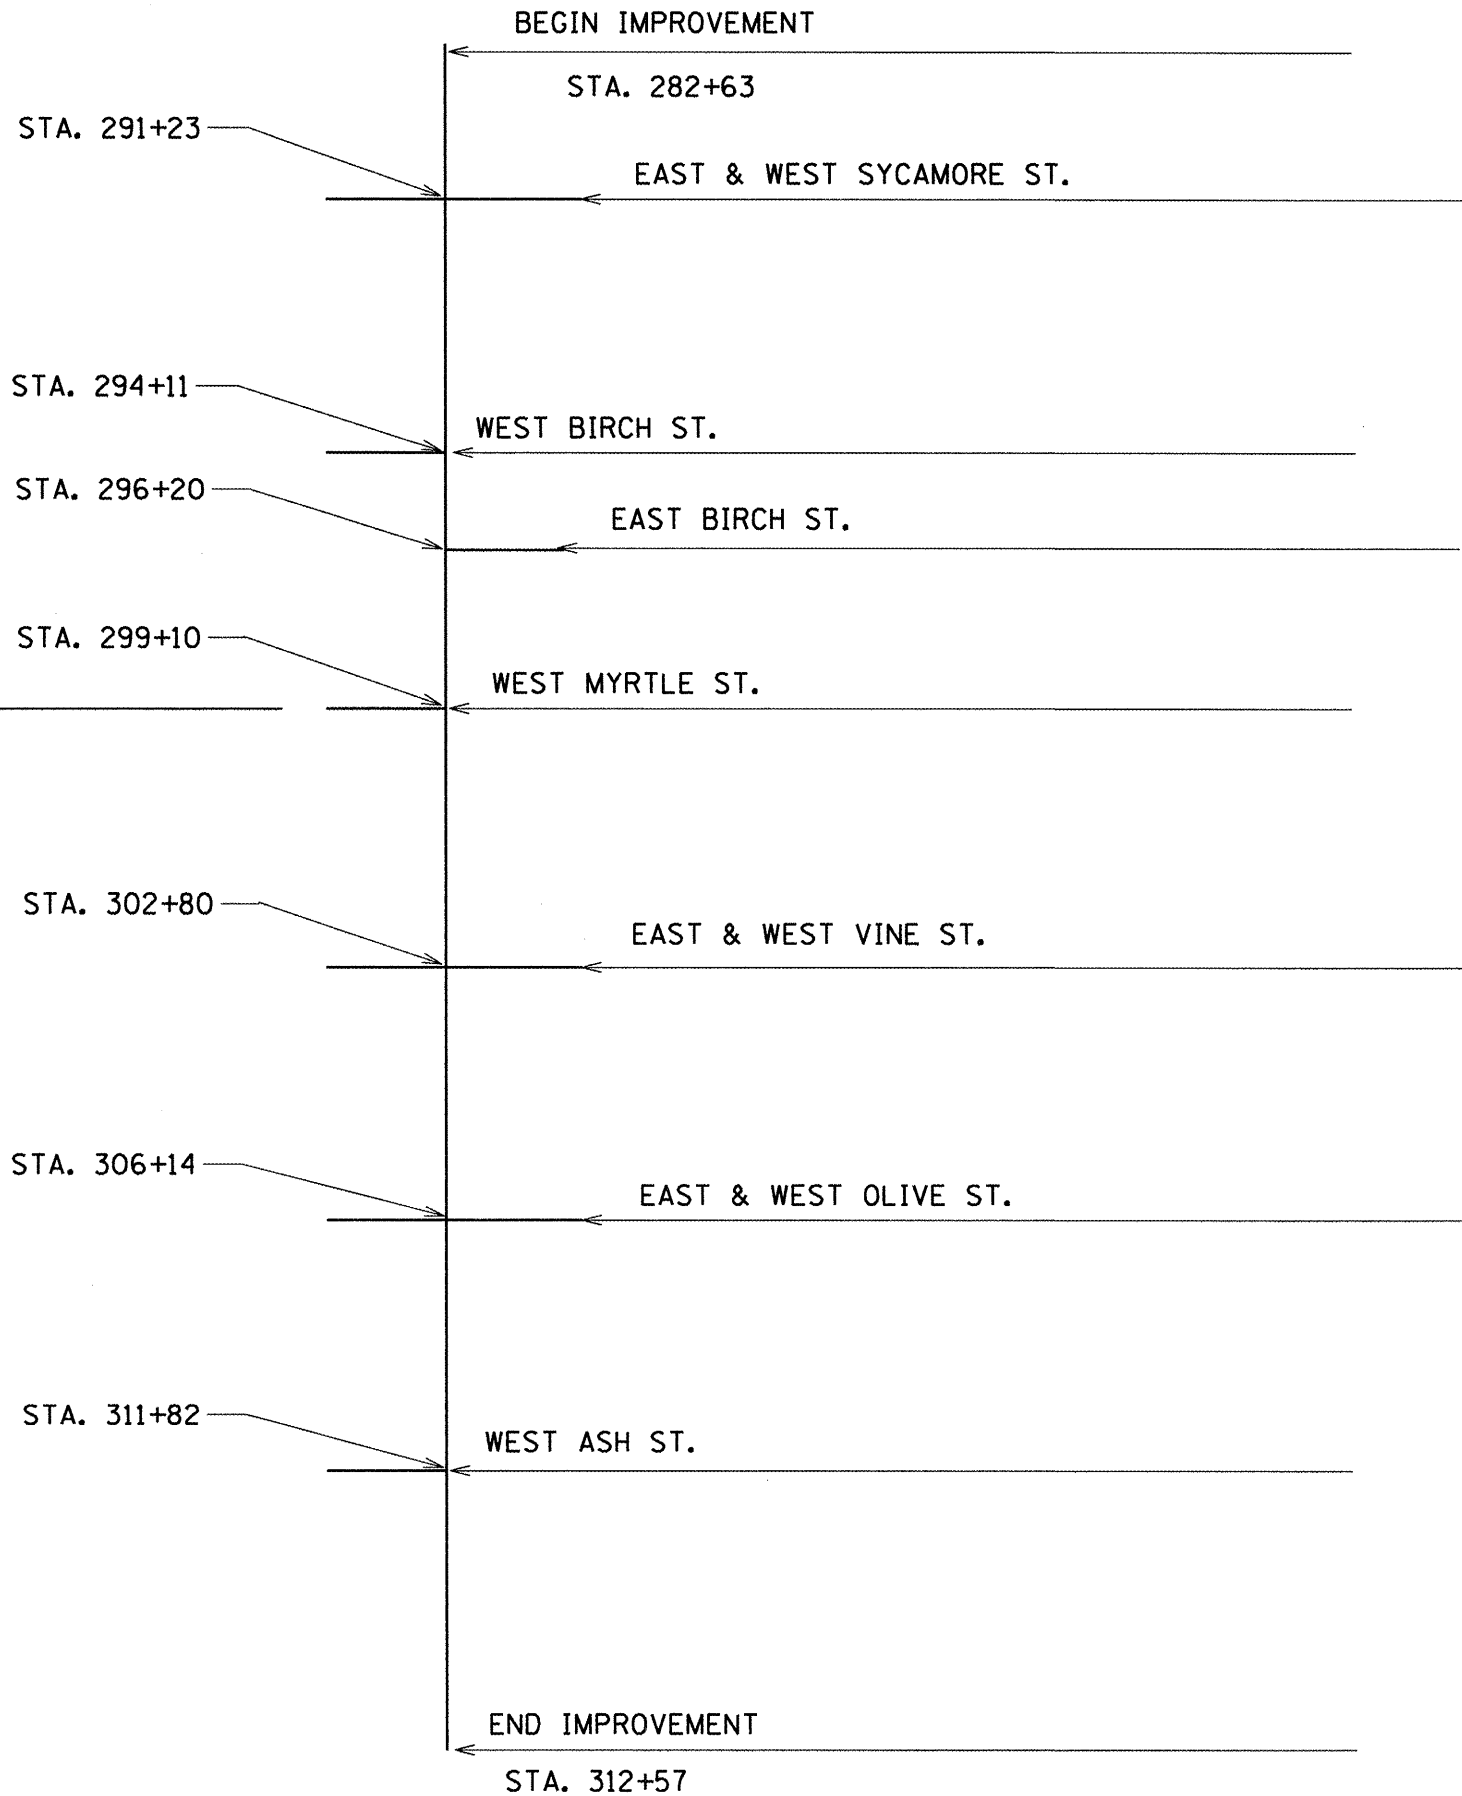 BEGIN IMPROVEMENT
STA. 282+63
STA. 291+23
EAST & WEST SYCAMORE ST.
STA. 294+11
WEST BIRCH ST.
STA. 296+20
EAST BIRCH ST.
STA. 299+10
WEST MYRTLE ST.
STA. 302+80
EAST & WEST VINE ST.
STA. 306+14
EAST & WEST OLIVE ST.
STA. 311+82
WEST ASH ST.
END IMPROVEMENT
STA. 312+57